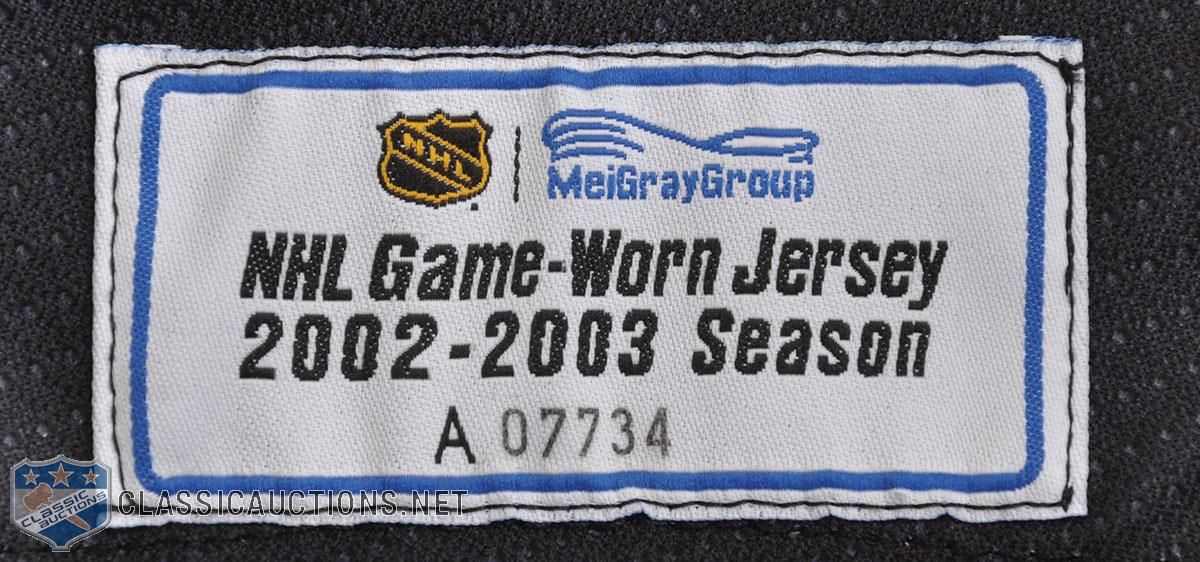 NHL
MeiGrayGroup
NHL Game-Worn Jersey
2002-2003 Season
A 07734
CLASSIC
AUCTIONS
CLASSICAUCTIONS.NET